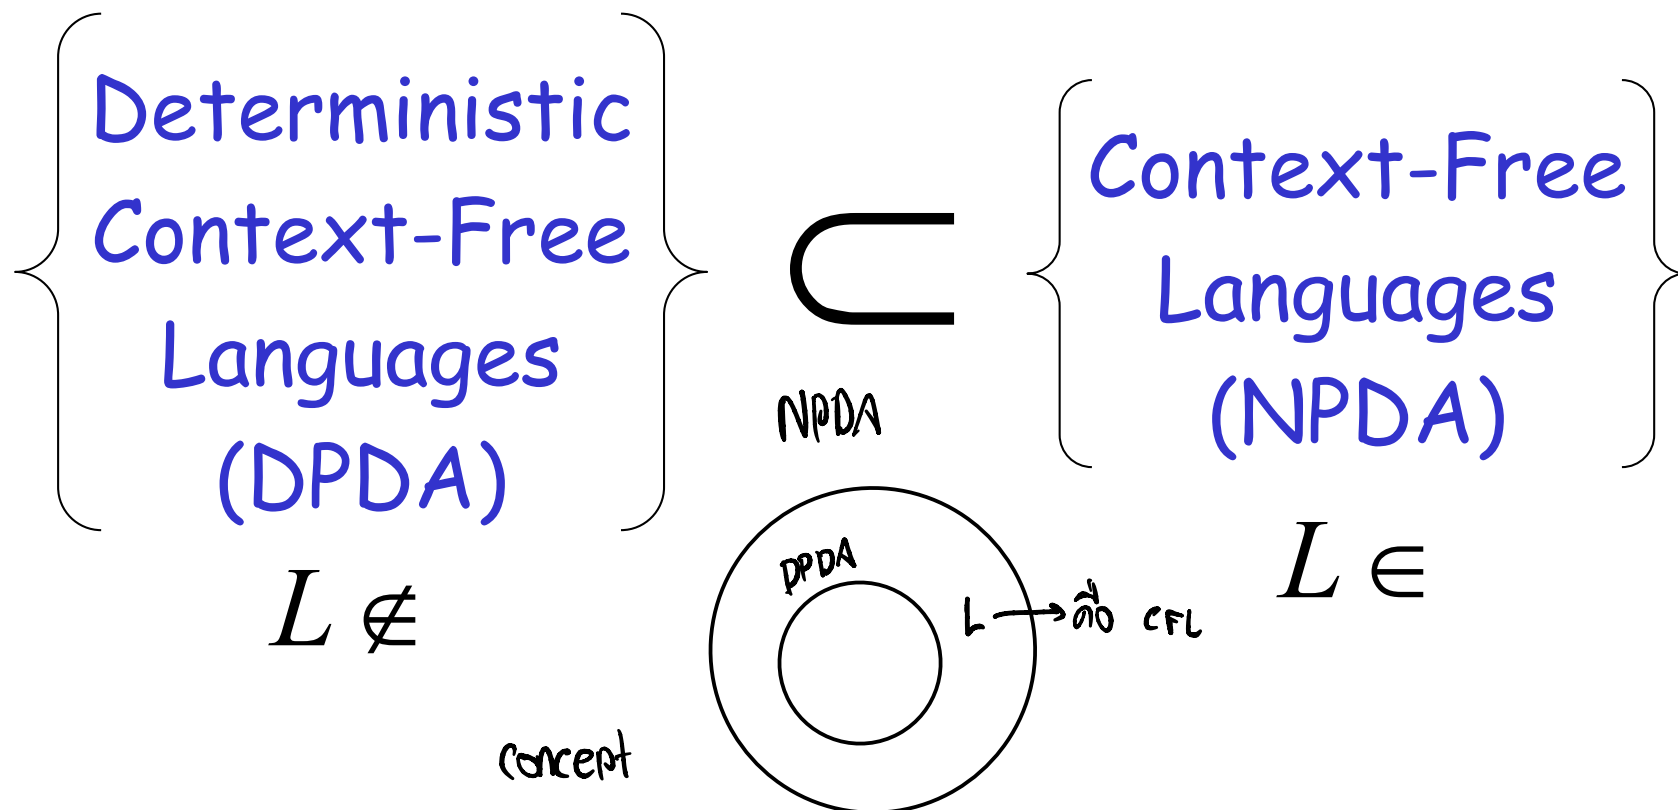 Deterministic
Context-Free
Languages
(DPDA)
⊂
Context-Free
Languages
(NPDA)
L ∉
L ∈
NPDA
DPDA
L → คือ CFL
concept